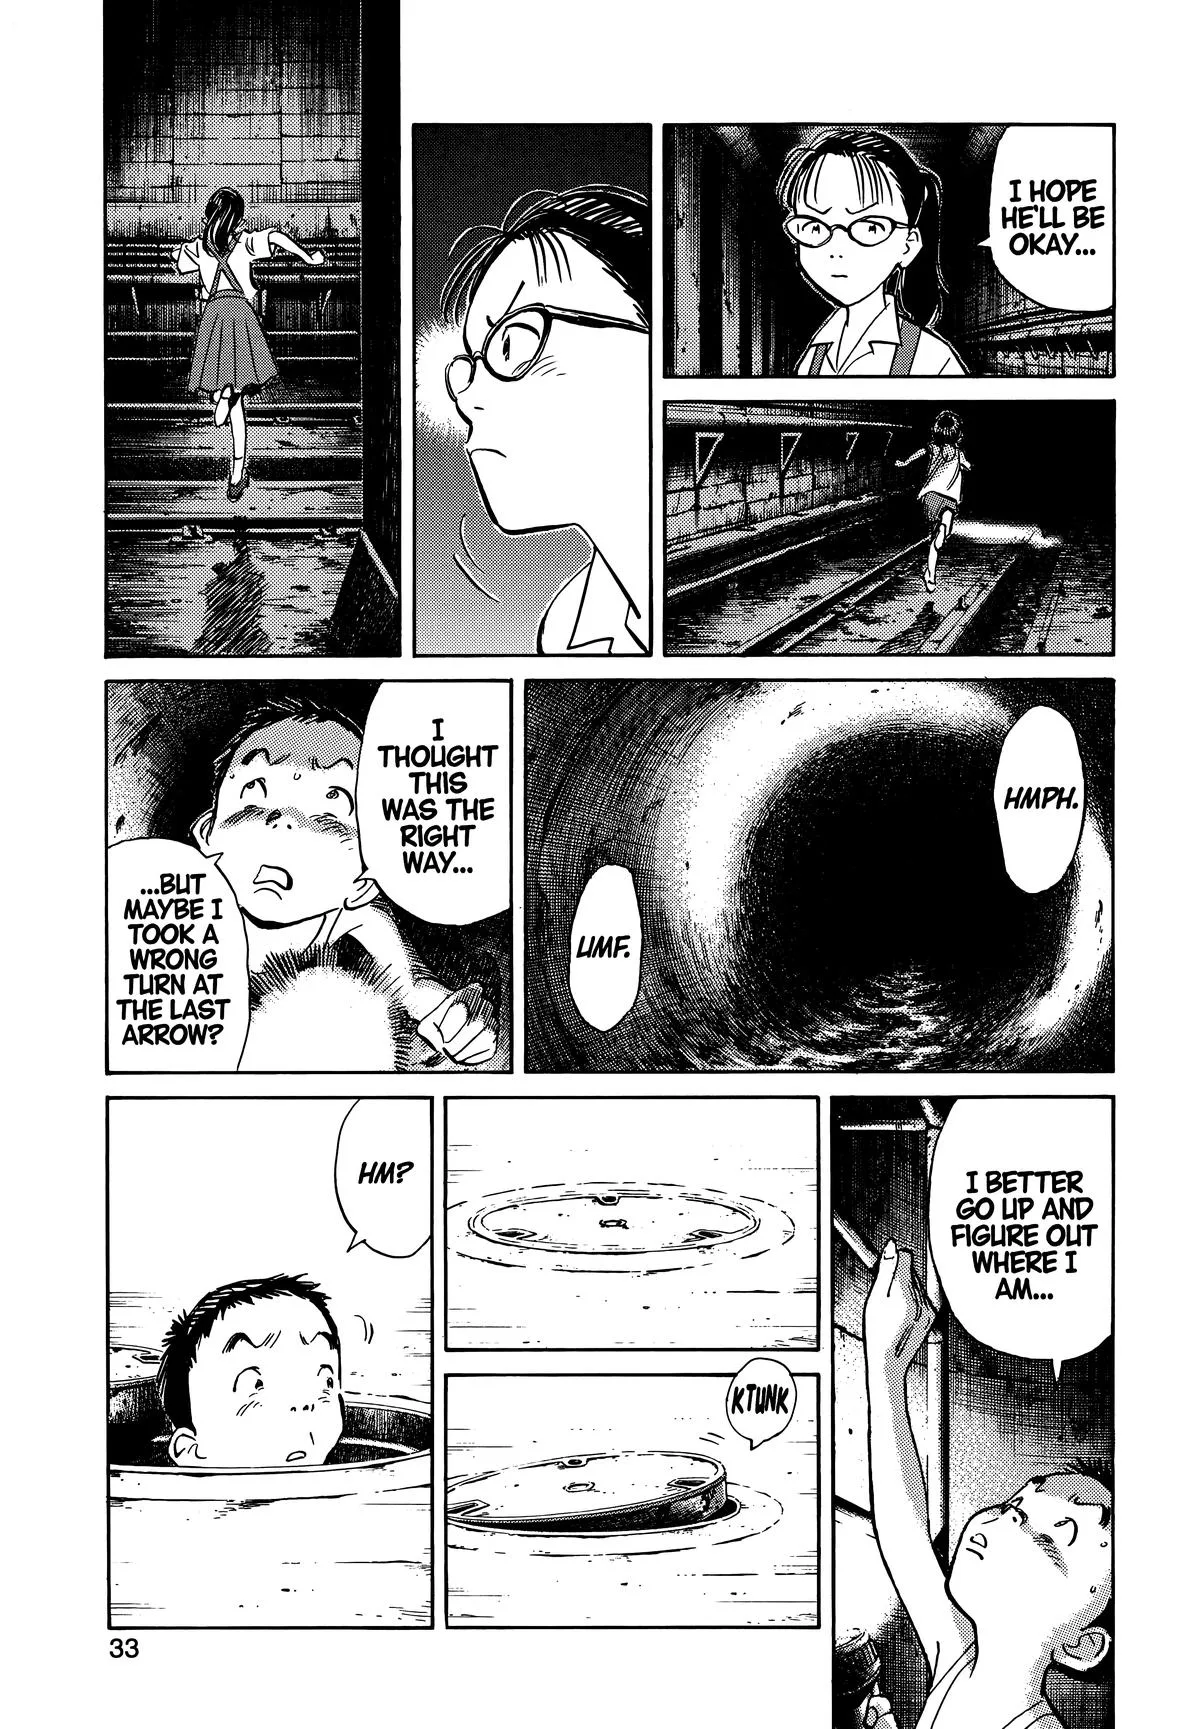 I HOPE
HE'LL BE
OKAY...
HMPH.
UMF.
I
THOUGHT
THIS
WAS THE
RIGHT
WAY...
...BUT
MAYBE I
TOOK A
WRONG
TURN AT
THE LAST
ARROW?
I BETTER
GO UP AND
FIGURE OUT
WHERE I
AM...
KTUNK
HM?
33